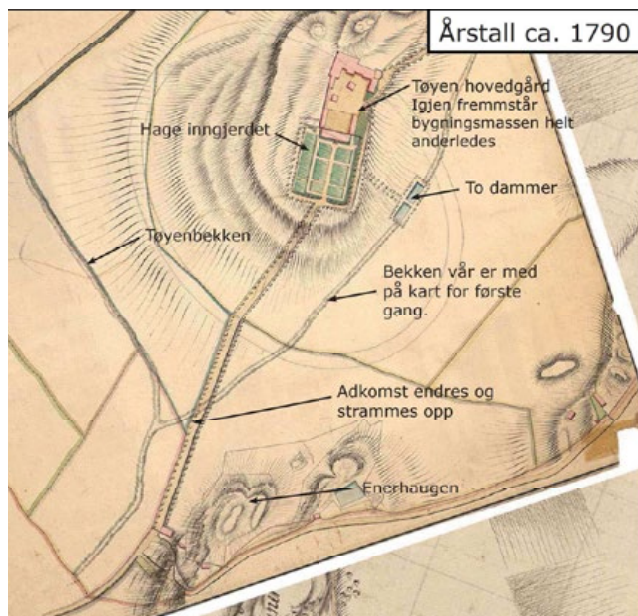 Årstall ca. 1790
Tøyen hovedgård
Igjen fremmstår
bygningsmassen helt
anderledes
Hage inngjerdet
To dammer
Tøyenbekken
Bekken vår er med
på kart for første
gang.
Adkomst endres og
strammes opp
Enerhaugen